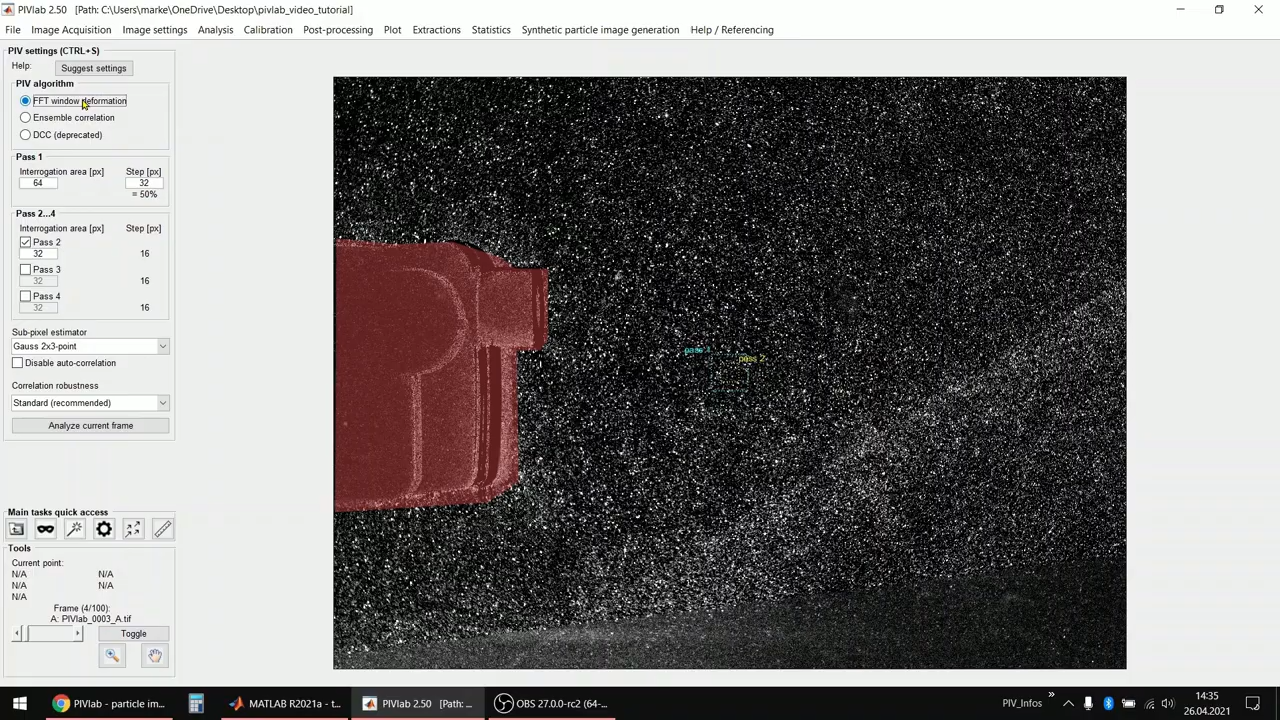 PIVlab 2.50   [Path: C:\Users\marke\OneDrive\Desktop\pivlab_video_tutorial]
File Image Acquisition Image settings Analysis Calibration Post-processing Plot Extractions Statistics Synthetic particle image generation Help / Referencing
PIV settings (CTRL+S)
Help: Suggest settings
PIV algorithm
FFT window deformation
Ensemble correlation
DCC (deprecated)
Pass 1
Interrogation area [px] Step [px]
64 32
= 50%
Pass 2...4
Interrogation area [px] Step [px]
Pass 2
32 16
Pass 3
32 16
Pass 4
32 16
Sub-pixel estimator
Gauss 2x3-point
Disable auto-correlation
Correlation robustness
Standard (recommended)
Analyze current frame
pass 1
pass 2
Main tasks quick access
Tools
Current point:
N/A N/A
N/A N/A
N/A
Frame (4/100):
A: PIVlab_0003_A.tif
Toggle
PIVlab - particle im...
MATLAB R2021a - t...
PIVlab 2.50   [Path: ...
OBS 27.0.0-rc2 (64-...
PIV_Infos
14:35
26.04.2021